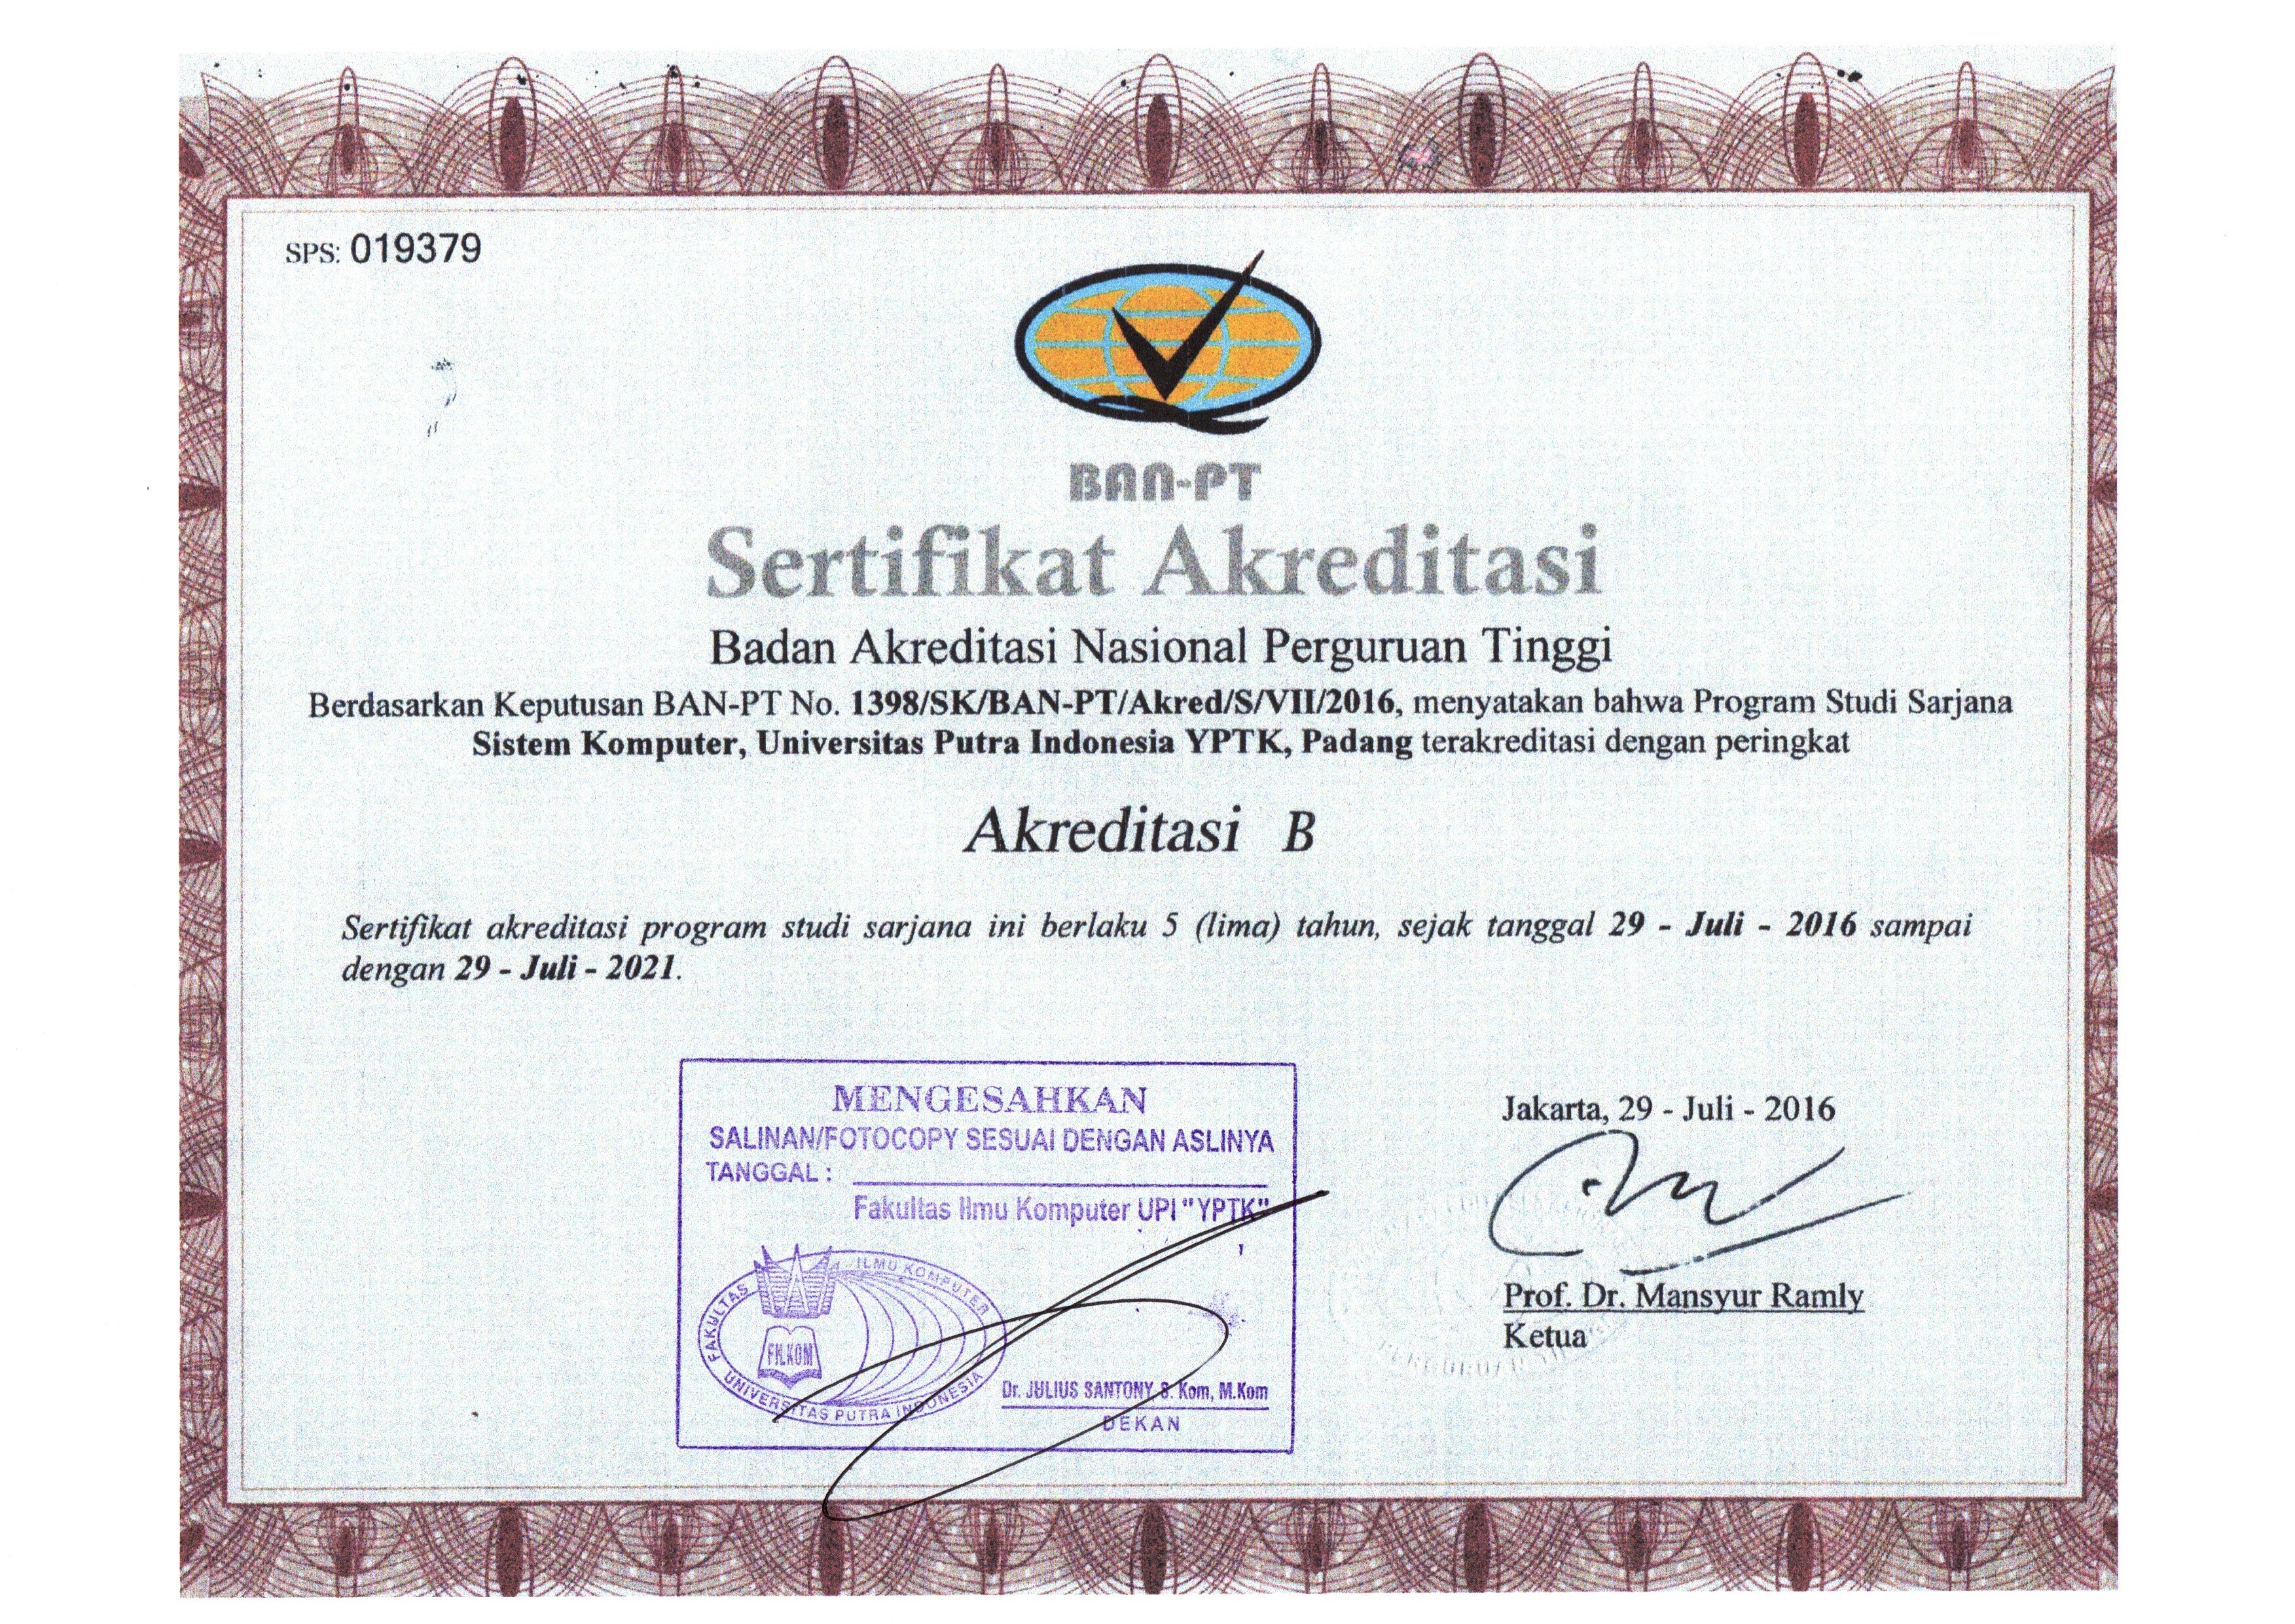 SPS: 019379
BAN-PT
Sertifikat Akreditasi
Badan Akreditasi Nasional Perguruan Tinggi
Berdasarkan Keputusan BAN-PT No. 1398/SK/BAN-PT/Akred/S/VII/2016, menyatakan bahwa Program Studi Sarjana
Sistem Komputer, Universitas Putra Indonesia YPTK, Padang terakreditasi dengan peringkat
Akreditasi B
Sertifikat akreditasi program studi sarjana ini berlaku 5 (lima) tahun, sejak tanggal 29 - Juli - 2016 sampai
dengan 29 - Juli - 2021.
MENGESAHKAN
SALINAN/FOTOCOPY SESUAI DENGAN ASLINYA
TANGGAL :
Fakultas Ilmu Komputer UPI "YPTK"
FAKULTAS ILMU KOMPUTER
FILKOM
UNIVERSITAS PUTRA INDONESIA
Dr. JULIUS SANTONY, S. Kom, M.Kom
DEKAN
Jakarta, 29 - Juli - 2016
Prof. Dr. Mansyur Ramly
Ketua